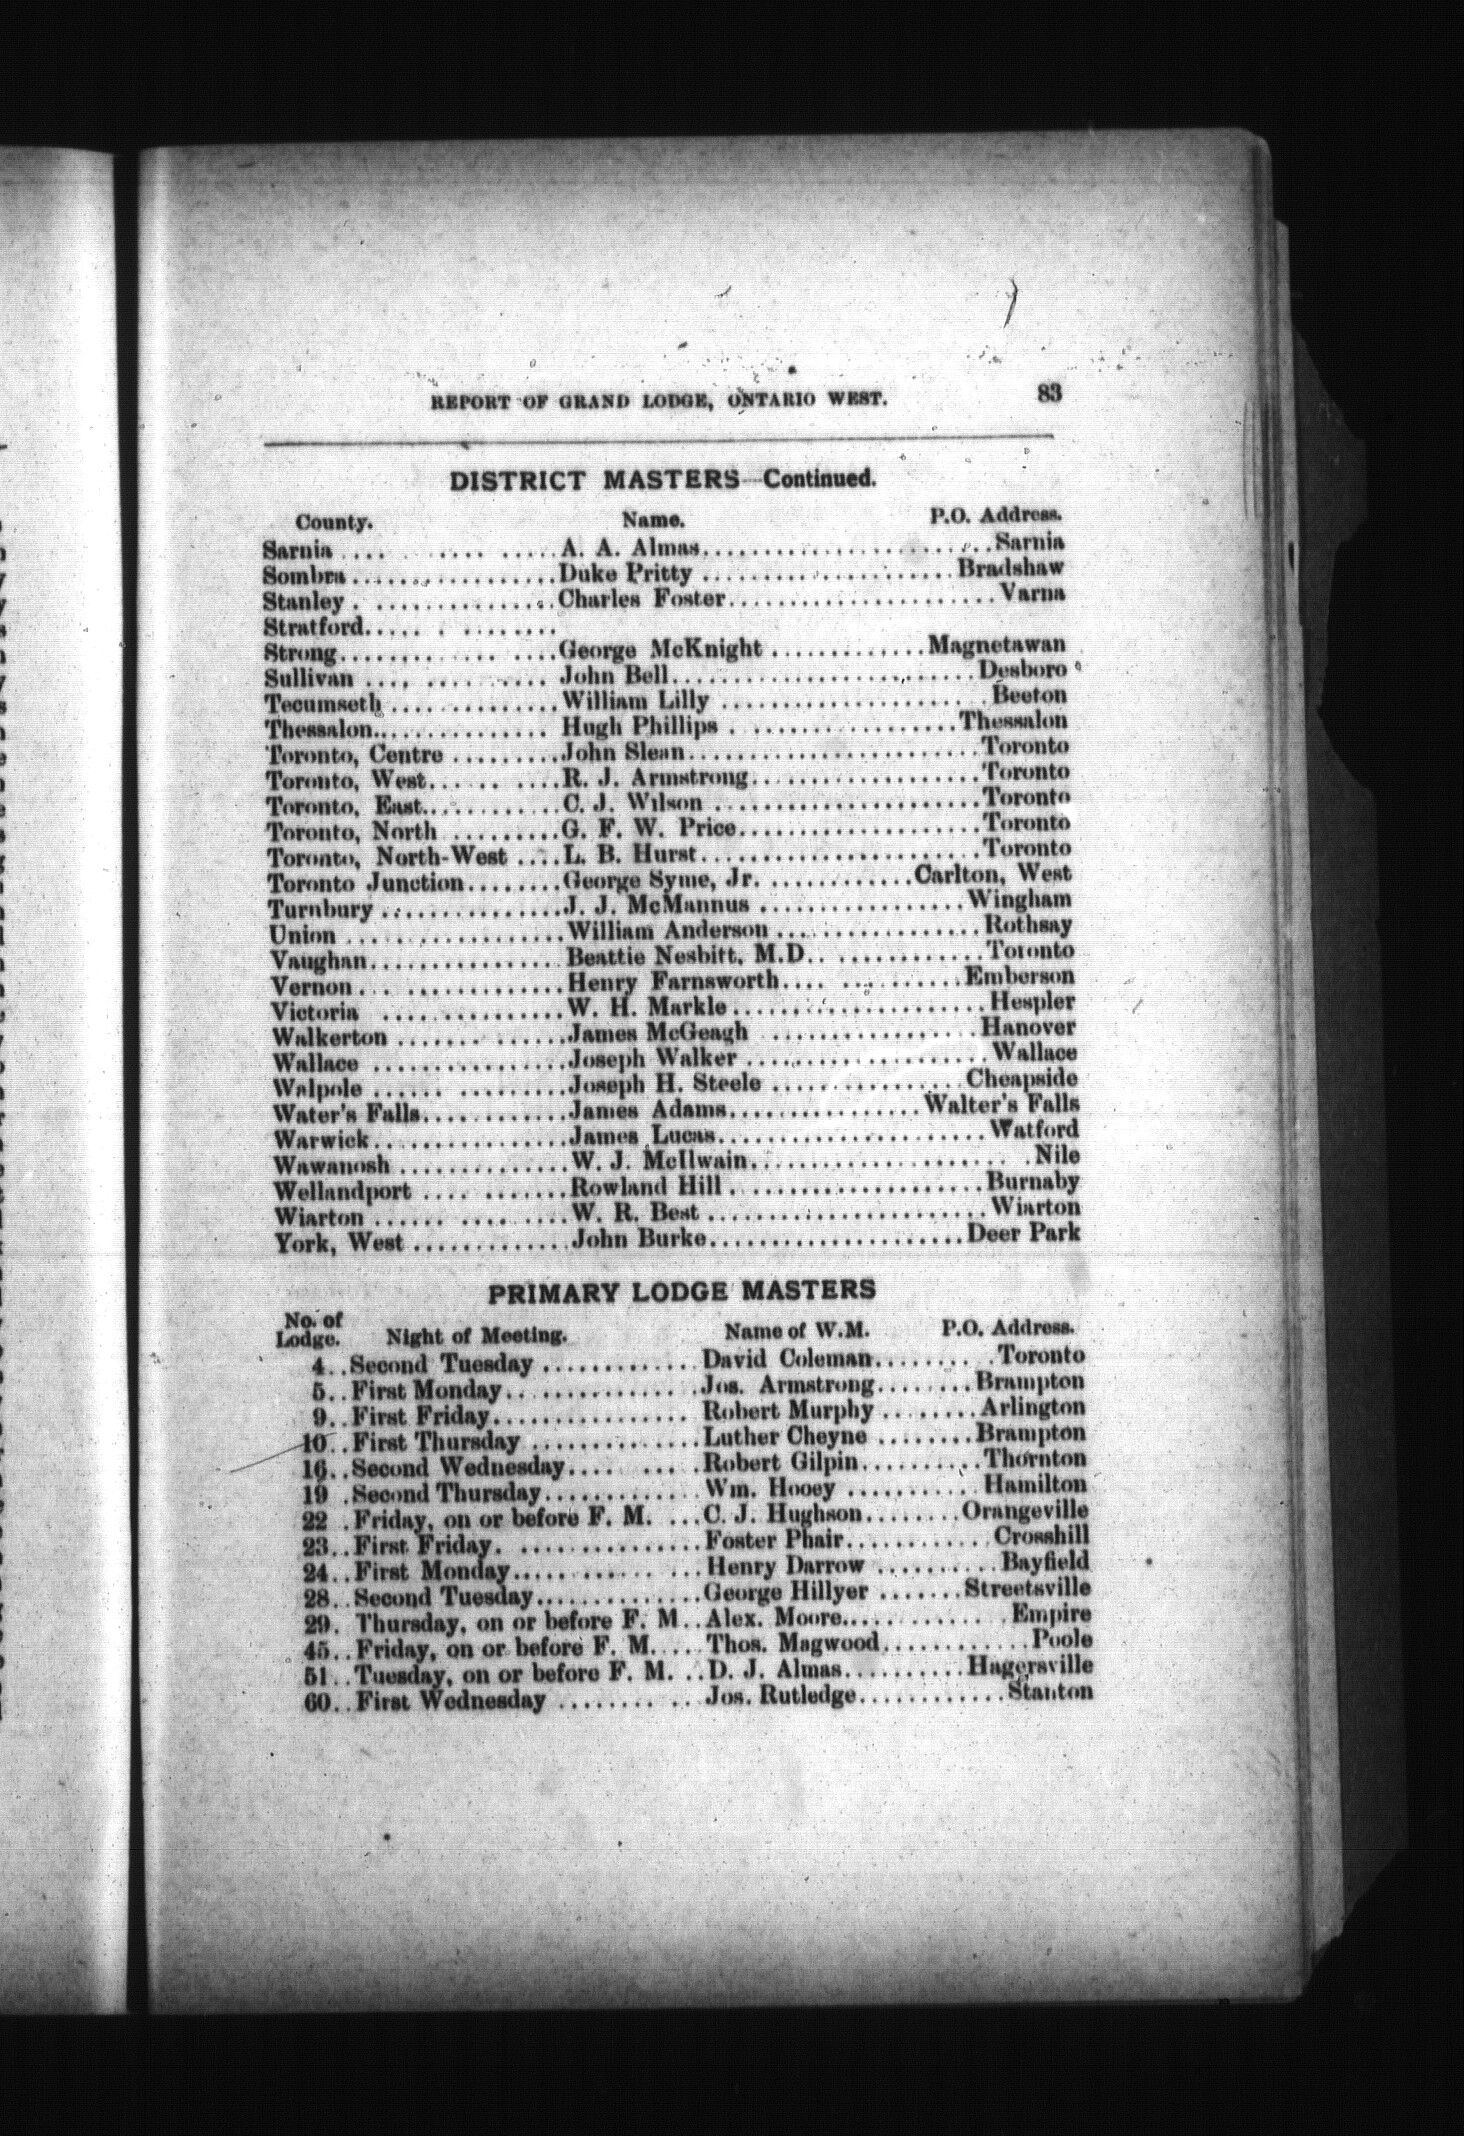 REPORT OF GRAND LODGE, ONTARIO WEST. 83
DISTRICT MASTERS—Continued.
County. Name. P.O. Address.
Sarnia .... .... .....A. A. Almas........................Sarnia
Sombra.................Duke Pritty .....................Bradshaw
Stanley . ...............Charles Foster......................Varna
Stratford..... . ........
Strong.......... .. ....George McKnight ............Magnetawan
Sullivan .... ........ John Bell.........................Desboro
Tecumseth ..............William Lilly ......................Beeton
Thessalon............... Hugh Phillips . .................Thessalon
Toronto, Centre .........John Slean........................Toronto
Toronto, West...... ....R. J. Armstrong...................Toronto
Toronto, East...........C. J. Wilson ......................Toronto
Toronto, North .........G. F. W. Price....................Toronto
Toronto, North-West ....L. B. Hurst.......................Toronto
Toronto Junction........George Syme, Jr. ............Carlton, West
Turnbury ...............J. J. McMannus .................Wingham
Union ..................William Anderson .................Rothsay
Vaughan................Beattie Nesbitt, M.D.. ............Toronto
Vernon.. . .............Henry Farnsworth.... ..........Emberson
Victoria ...............W. H. Markle.....................Hespler
Walkerton ....... ......James McGeagh .................Hanover
Wallace ................Joseph Walker ....................Wallace
Walpole ...... .........Joseph H. Steele ................Cheapside
Water's Falls............James Adams................Walter's Falls
Warwick................James Lucas......................Watford
Wawanosh ..............W. J. McIlwain..................... .Nile
Wellandport .... .......Rowland Hill . ...................Burnaby
Wiarton ...... .... ....W. R. Best .......................Wiarton
York, West .............John Burke.....................Deer Park
PRIMARY LODGE MASTERS
No. of
Lodge. Night of Meeting. Name of W.M. P.O. Address.
4..Second Tuesday .............David Coleman........ .Toronto
5..First Monday................Jos. Armstrong........Brampton
9..First Friday................ Robert Murphy ........Arlington
10..First Thursday ..............Luther Cheyne ........Brampton
16..Second Wednesday.... .....Robert Gilpin..........Thornton
19 .Second Thursday.............Wm. Hooey ...........Hamilton
22 .Friday, on or before F. M. ...C. J. Hughson........Orangeville
23..First Friday. ...............Foster Phair............Crosshill
24..First Monday..... ...... ...Henry Darrow ..........Bayfield
28..Second Tuesday..............George Hillyer .......Streetsville
29. Thursday, on or before F. M..Alex. Moore..............Empire
45..Friday, on or before F. M.....Thos. Magwood............Poole
51..Tuesday, on or before F. M. ..D. J. Almas..........Hagersville
60..First Wednesday ........ ...Jos. Rutledge............Stanton